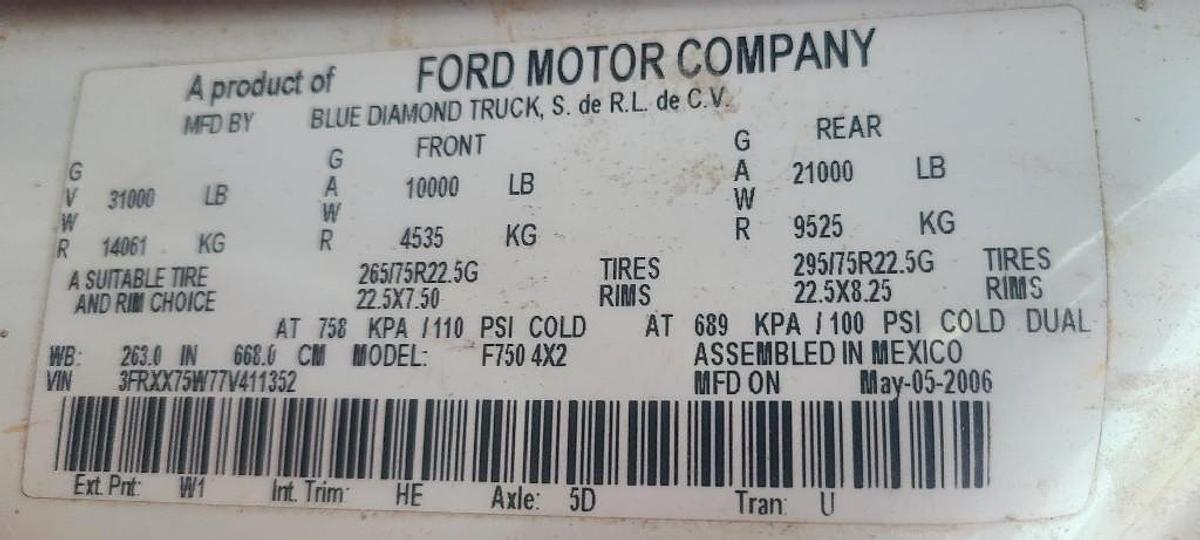 A product of FORD MOTOR COMPANY
MFD BY BLUE DIAMOND TRUCK, S. de R.L. de C.V.
GVWR 31000 LB 14061 KG
FRONT GAWR 10000 LB 4535 KG
REAR GAWR 21000 LB 9525 KG
A SUITABLE TIRE 265/75R22.5G TIRES 295/75R22.5G TIRES
AND RIM CHOICE 22.5X7.50 RIMS 22.5X8.25 RIMS
AT 758 KPA / 110 PSI COLD AT 689 KPA / 100 PSI COLD DUAL
WB: 263.0 IN 668.0 CM MODEL: F750 4X2 ASSEMBLED IN MEXICO
VIN 3FRXX75W77V411352 MFD ON May-05-2006
Ext. Pnt: W1 Int. Trim: HE Axle: 5D Tran: U